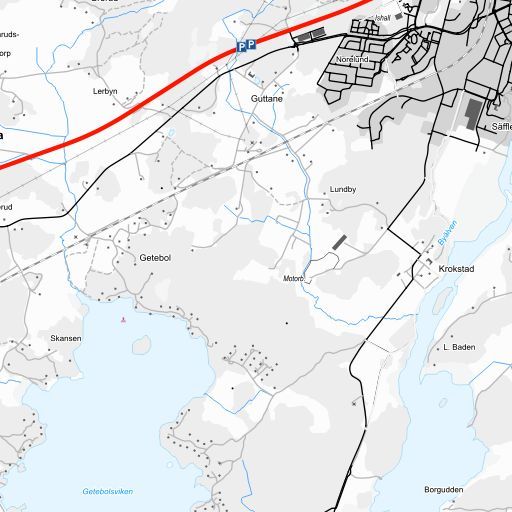 Ishall
P P
Norelund
Lerbyn
Guttane
Säffle
Lundby
Byälven
Getebol
Krokstad
Motorb.
Skansen
L. Baden
Getebolsviken
Borgudden